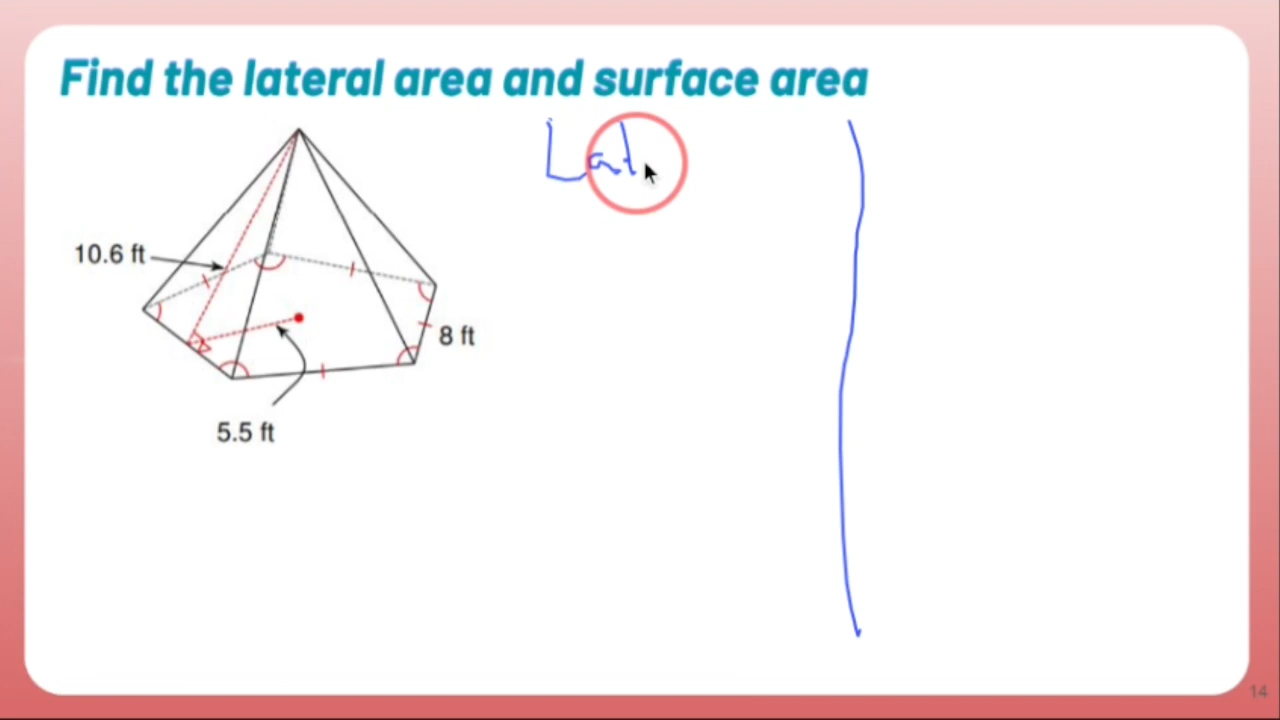 Find the lateral area and surface area
Lat
10.6 ft
8 ft
5.5 ft
14